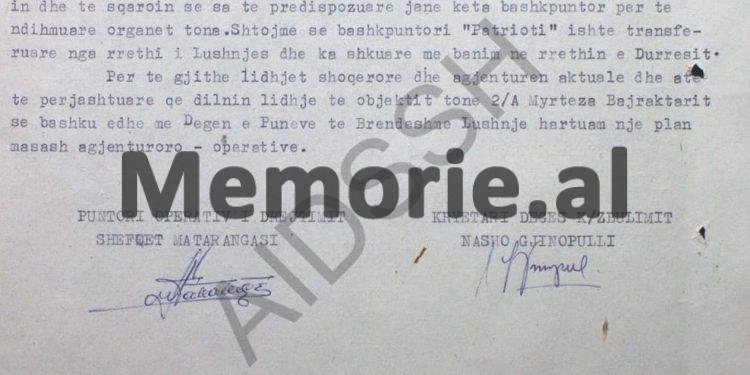 in dhe te sqaroin se sa te predispozuar jane keta bashkpuntor per te
ndihmuare organet tona.Shtojme se bashkpuntori "Patrioti" ishte transfe-
ruare nga rrethi i Lushnjes dhe ka shkuare me banim ne rrethin e Durresit.
Per te gjithe lidhjet shoqerore dhe agjenturen aktuale dhe ate
te perjashtuare qe dilnin lidhje te objektit tone 2/A Myrteza Bajraktarit
se bashku edhe me Degen e Puneve te Brendeshme Lushnje hartuam nje plan
masash agjenturoro - operative.
Memorie.al
AIDSSH
PUNTORI OPERATIV I DREJTIMIT KRYETARI DEGES K/ZBULIMIT
SHEFQET MATARANGASI NASHO GJINOPULLI